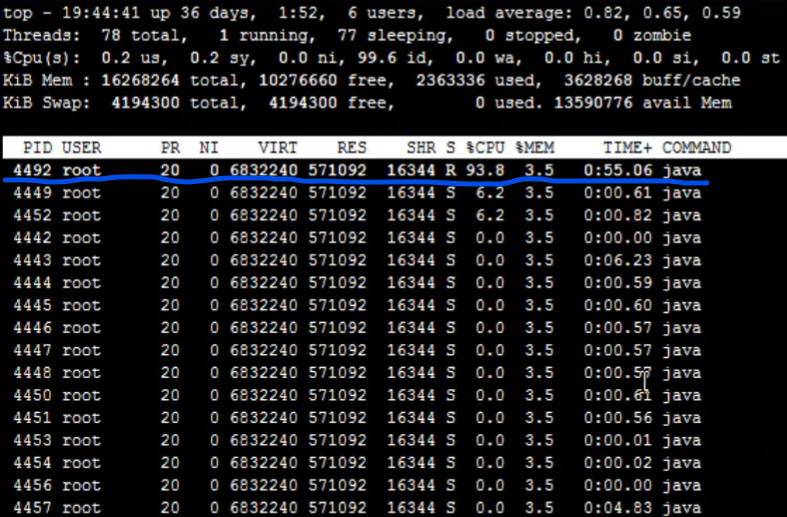 top - 19:44:41 up 36 days,  1:52,  6 users,  load average: 0.82, 0.65, 0.59
Threads:  78 total,   1 running,  77 sleeping,   0 stopped,   0 zombie
%Cpu(s):  0.2 us,  0.2 sy,  0.0 ni, 99.6 id,  0.0 wa,  0.0 hi,  0.0 si,  0.0 st
KiB Mem : 16268264 total, 10276660 free,  2363336 used,  3628268 buff/cache
KiB Swap:  4194300 total,  4194300 free,        0 used. 13590776 avail Mem
PID USER      PR  NI    VIRT    RES    SHR S %CPU %MEM     TIME+ COMMAND
4492 root      20   0 6832240 571092  16344 R 93.8  3.5   0:55.06 java
4449 root      20   0 6832240 571092  16344 S  6.2  3.5   0:00.61 java
4452 root      20   0 6832240 571092  16344 S  6.2  3.5   0:00.82 java
4442 root      20   0 6832240 571092  16344 S  0.0  3.5   0:00.00 java
4443 root      20   0 6832240 571092  16344 S  0.0  3.5   0:06.23 java
4444 root      20   0 6832240 571092  16344 S  0.0  3.5   0:00.59 java
4445 root      20   0 6832240 571092  16344 S  0.0  3.5   0:00.60 java
4446 root      20   0 6832240 571092  16344 S  0.0  3.5   0:00.57 java
4447 root      20   0 6832240 571092  16344 S  0.0  3.5   0:00.57 java
4448 root      20   0 6832240 571092  16344 S  0.0  3.5   0:00.57 java
4450 root      20   0 6832240 571092  16344 S  0.0  3.5   0:00.61 java
4451 root      20   0 6832240 571092  16344 S  0.0  3.5   0:00.56 java
4453 root      20   0 6832240 571092  16344 S  0.0  3.5   0:00.01 java
4454 root      20   0 6832240 571092  16344 S  0.0  3.5   0:00.02 java
4456 root      20   0 6832240 571092  16344 S  0.0  3.5   0:00.00 java
4457 root      20   0 6832240 571092  16344 S  0.0  3.5   0:04.83 java